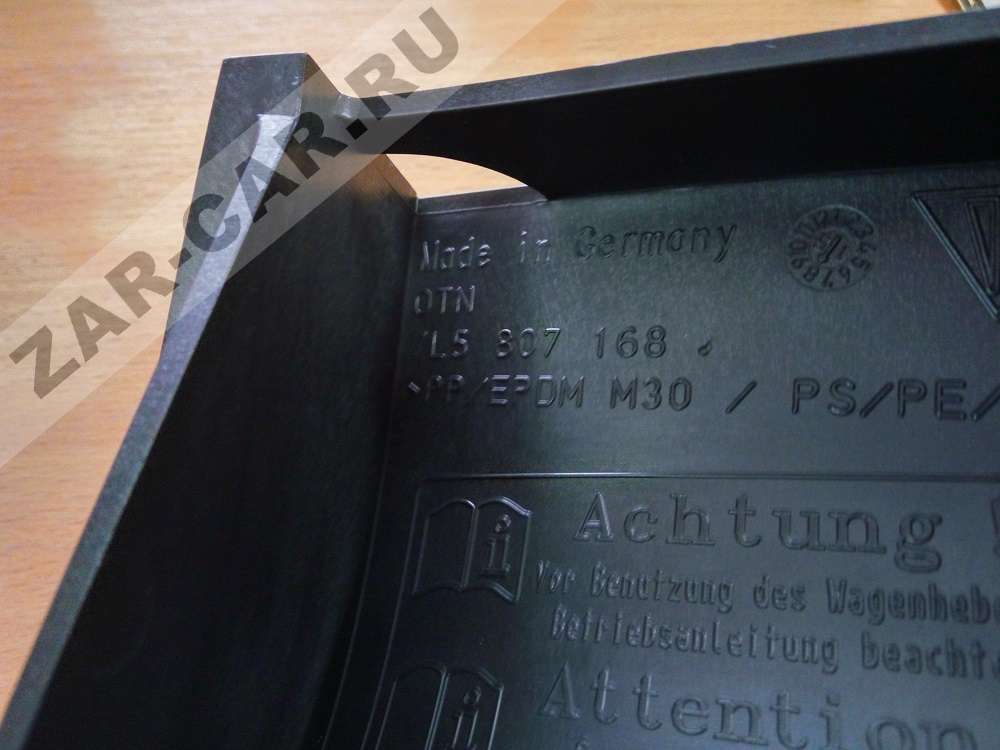 ZAR-CAR.RU
Made in Germany
OTN
7L5 807 168
>PP/EPDM M30 / PS/PE/
Achtung !
Vor Benutzung des Wagenhebe
Betriebsanleitung beacht
Attention